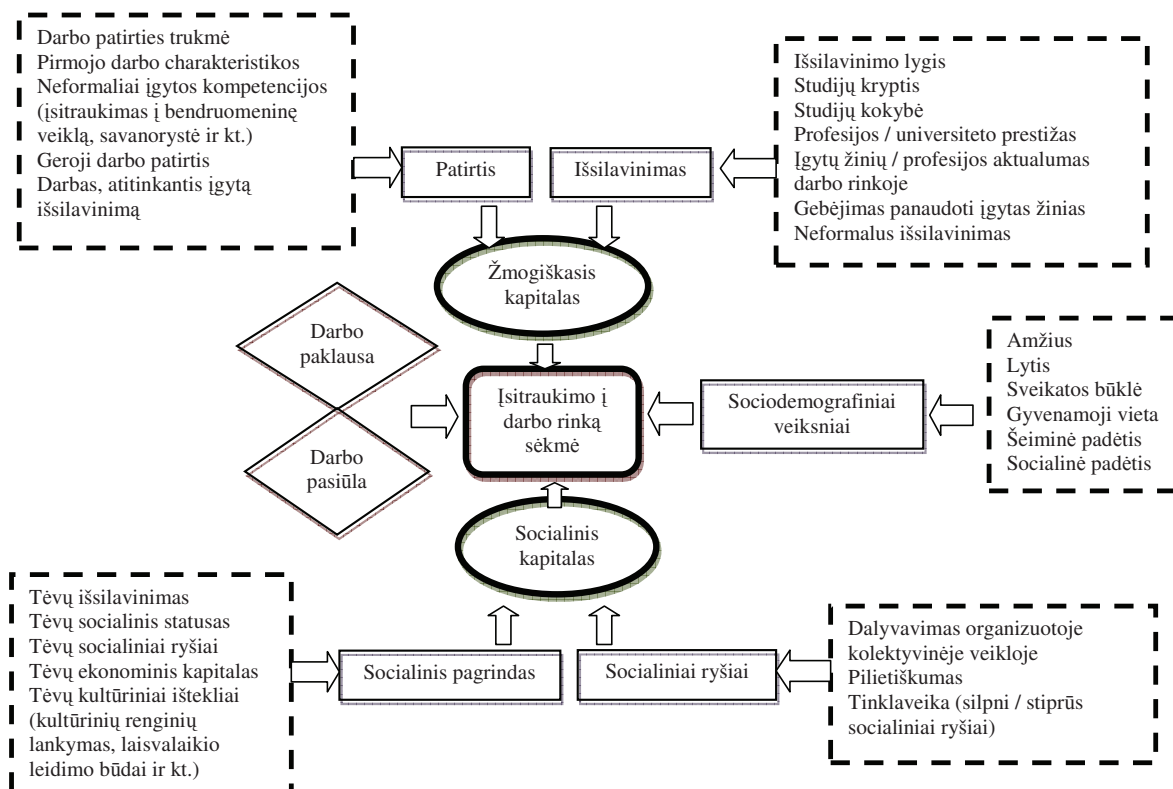 Darbo patirties trukmė
Pirmojo darbo charakteristikos
Neformaliai įgytos kompetencijos
(įsitraukimas į bendruomeninę
veiklą, savanorystė ir kt.)
Geroji darbo patirtis
Darbas, atitinkantis įgytą
išsilavinimą
Patirtis
Išsilavinimas
Išsilavinimo lygis
Studijų kryptis
Studijų kokybė
Profesijos / universiteto prestižas
Įgytų žinių / profesijos aktualumas
darbo rinkoje
Gebėjimas panaudoti įgytas žinias
Neformalus išsilavinimas
Žmogiškasis
kapitalas
Darbo
paklausa
Darbo
pasiūla
Įsitraukimo į
darbo rinką
sėkmė
Sociodemografiniai
veiksniai
Amžius
Lytis
Sveikatos būklė
Gyvenamoji vieta
Šeiminė padėtis
Socialinė padėtis
Socialinis
kapitalas
Tėvų išsilavinimas
Tėvų socialinis statusas
Tėvų socialiniai ryšiai
Tėvų ekonominis kapitalas
Tėvų kultūriniai ištekliai
(kultūrinių renginių
lankymas, laisvalaikio
leidimo būdai ir kt.)
Socialinis pagrindas
Socialiniai ryšiai
Dalyvavimas organizuotoje
kolektyvinėje veikloje
Pilietiškumas
Tinklaveika (silpni / stiprūs
socialiniai ryšiai)